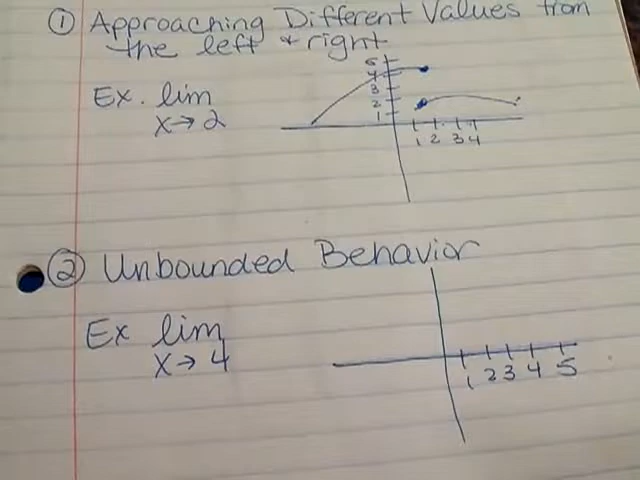 ① Approaching Different Values from
the left & right
Ex. lim
x→2
5
4
3
2
1
1 2 3 4
② Unbounded Behavior
Ex lim
x→4
1 2 3 4 5